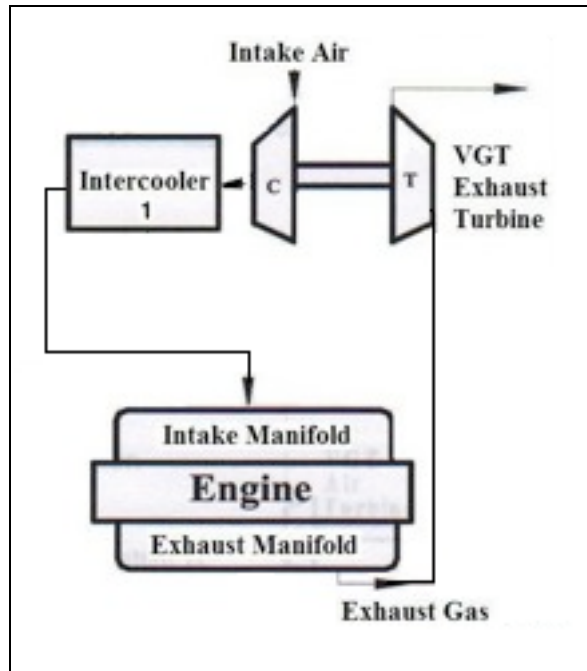 Intake Air
Intercooler
1
C
T
VGT
Exhaust
Turbine
Intake Manifold
Engine
Exhaust Manifold
Exhaust Gas